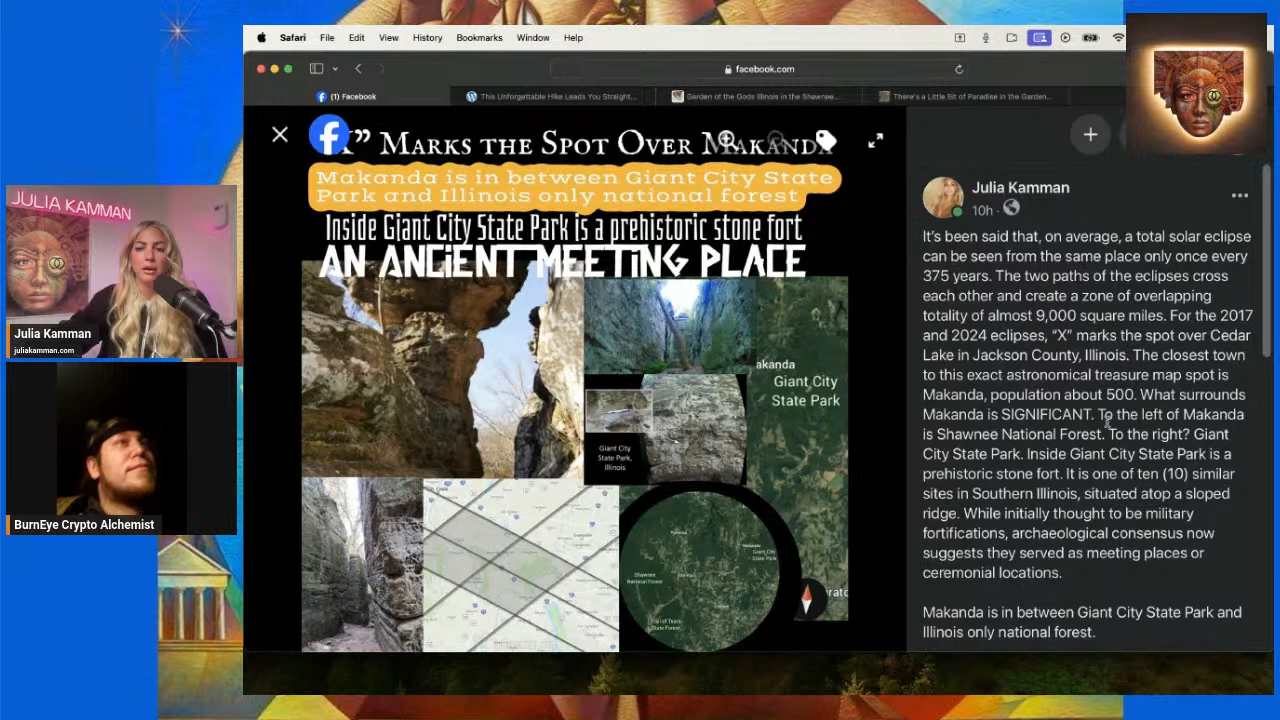 Safari File Edit View History Bookmarks Window Help
facebook.com
(1) Facebook
This Unforgettable Hike Leads You Straight...
Garden of the Gods Illinois in the Shawnee...
There's a Little Bit of Paradise in the Garden...
X” Marks the Spot Over Makanda
Makanda is in between Giant City State
Park and Illinois only national forest
Inside Giant City State Park is a prehistoric stone fort
AN ANCIENT MEETING PLACE
akanda
Giant City
State Park
Giant City
State Park,
Illinois
Makanda
Giant City
State Park
Shawnee
National Forest
State Forest
JULIA KAMMAN
Julia Kamman
juliakamman.com
BurnEye Crypto Alchemist
Julia Kamman
10h
It's been said that, on average, a total solar eclipse
can be seen from the same place only once every
375 years. The two paths of the eclipses cross
each other and create a zone of overlapping
totality of almost 9,000 square miles. For the 2017
and 2024 eclipses, “X” marks the spot over Cedar
Lake in Jackson County, Illinois. The closest town
to this exact astronomical treasure map spot is
Makanda, population about 500. What surrounds
Makanda is SIGNIFICANT. To the left of Makanda
is Shawnee National Forest. To the right? Giant
City State Park. Inside Giant City State Park is a
prehistoric stone fort. It is one of ten (10) similar
sites in Southern Illinois, situated atop a sloped
ridge. While initially thought to be military
fortifications, archaeological consensus now
suggests they served as meeting places or
ceremonial locations.
Makanda is in between Giant City State Park and
Illinois only national forest.